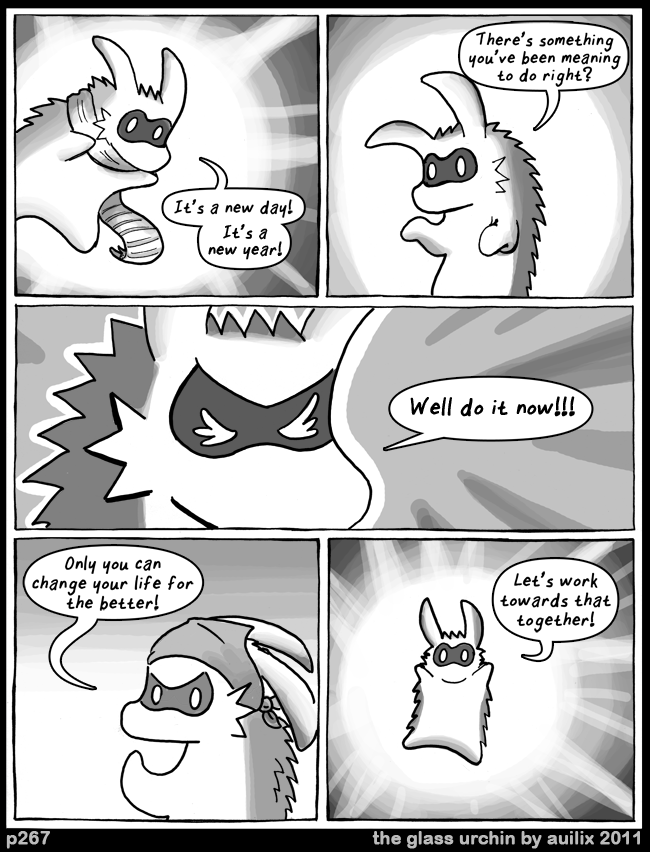 It's a new day!
It's a
new year!
There's something
you've been meaning
to do right?
Well do it now!!!
Only you can
change your life for
the better!
Let's work
towards that
together!
p267
the glass urchin by auilix 2011